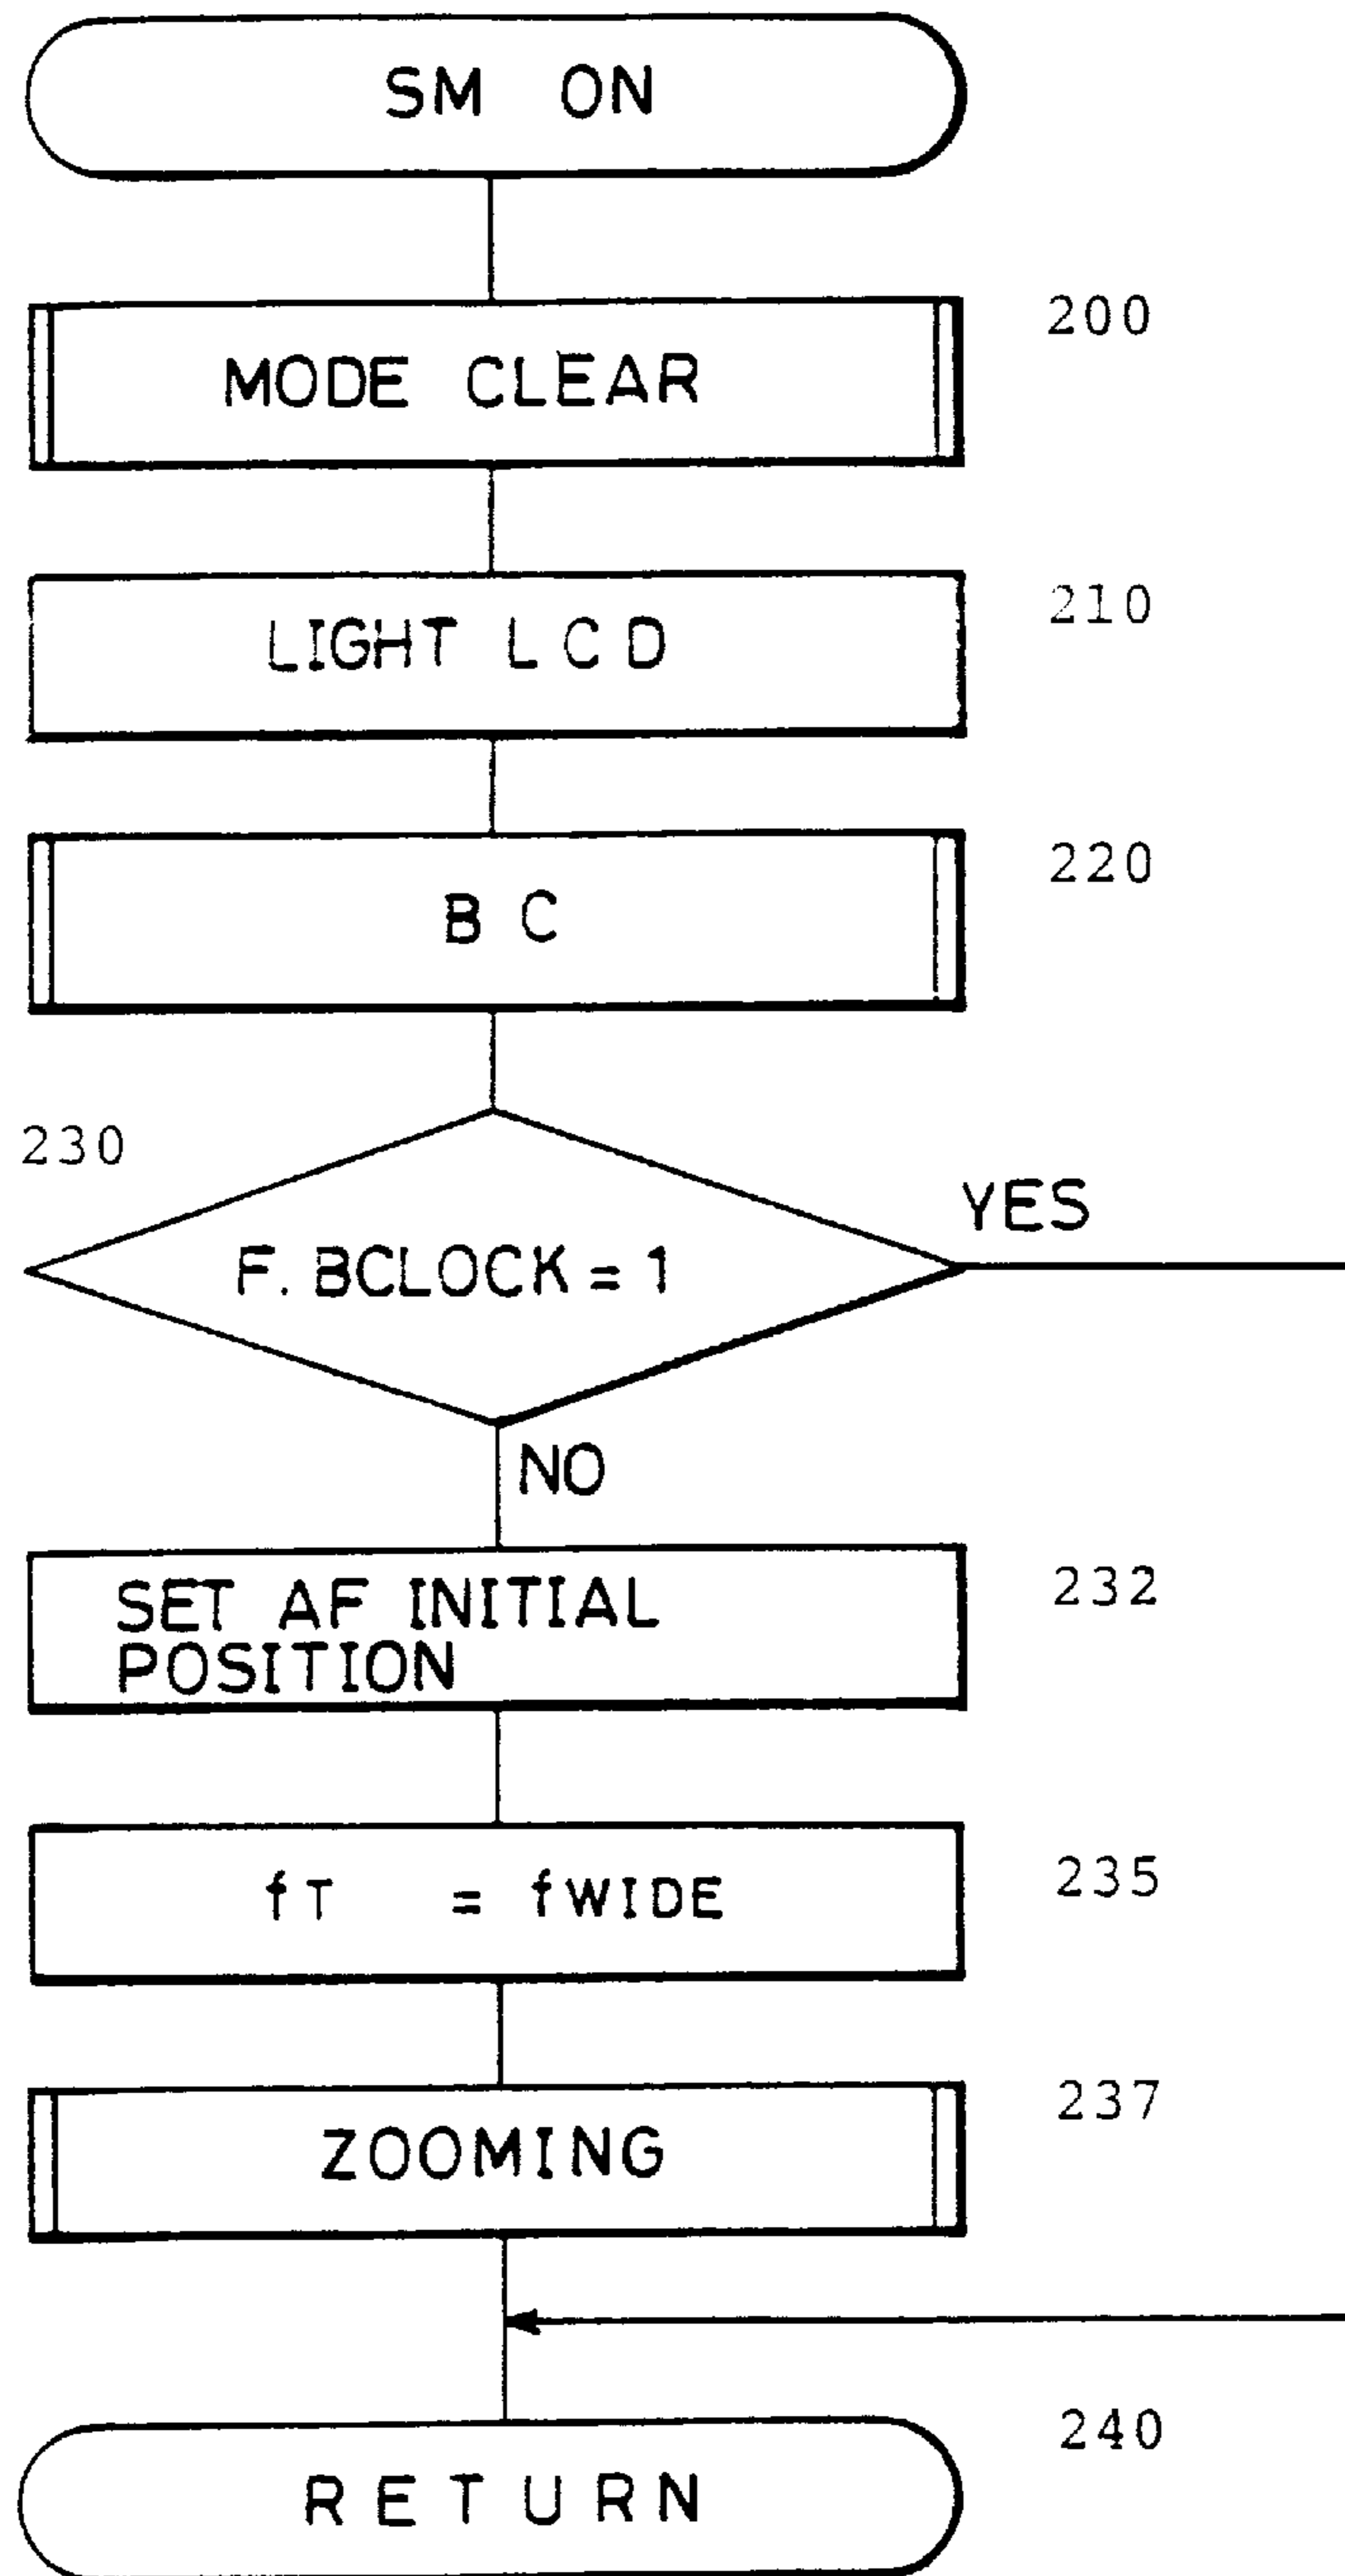 SM ON
MODE CLEAR
200
LIGHT LCD
210
BC
220
230
F. BCLOCK = 1
YES
NO
SET AF INITIAL
POSITION
232
fT = fWIDE
235
ZOOMING
237
240
RETURN